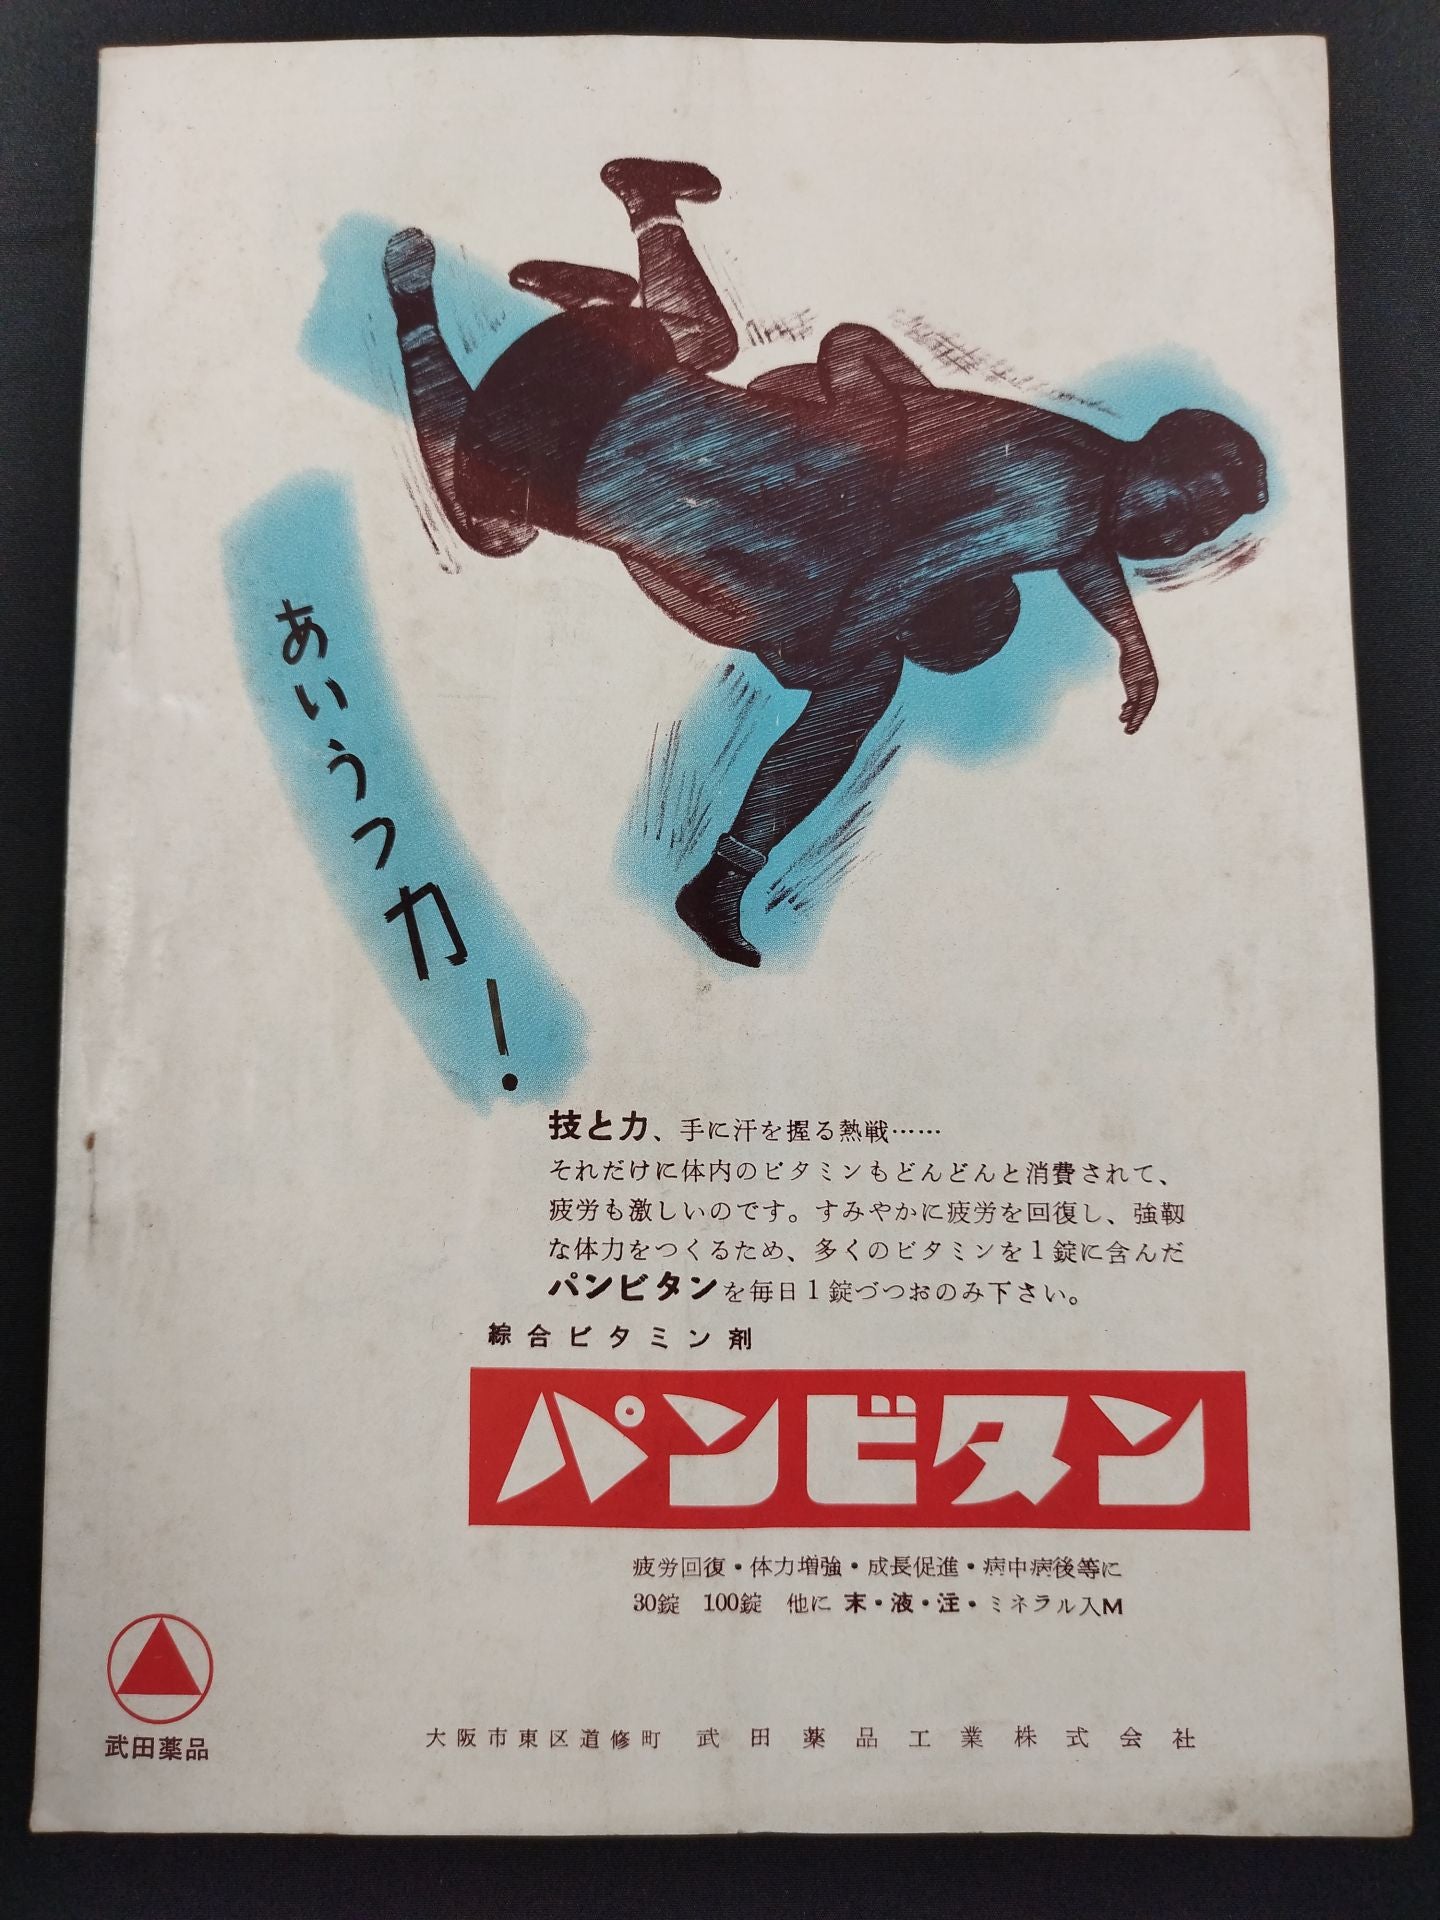 あいうつ力！
技と力、手に汗を握る熱戦……
それだけに体内のビタミンもどんどんと消費されて、
疲労も激しいのです。すみやかに疲労を回復し、強靱
な体力をつくるため、多くのビタミンを1錠に含んだ
パンビタンを毎日1錠づつおのみ下さい。
綜合ビタミン剤
パンビタン
疲労回復・体力増強・成長促進・病中病後等に
30錠 100錠 他に 末・液・注・ミネラル入M
武田薬品
大阪市東区道修町 武田薬品工業株式会社